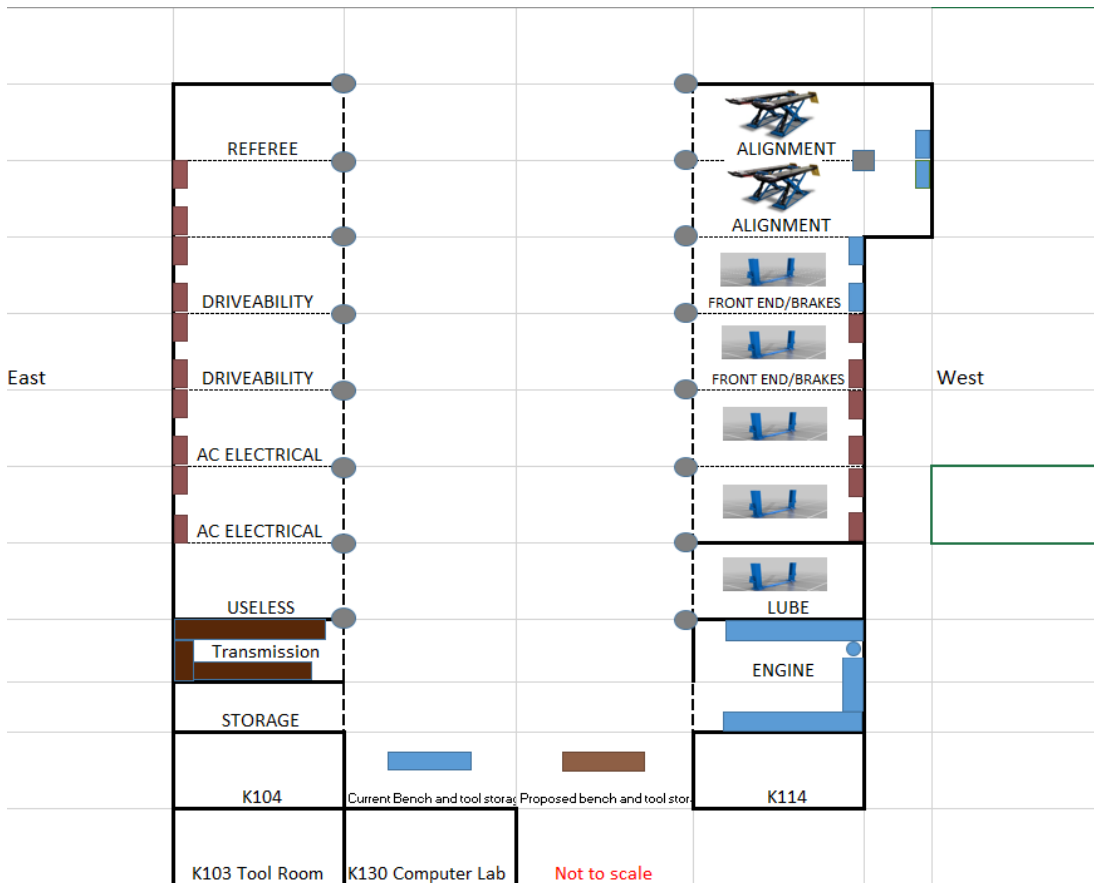 REFEREE
ALIGNMENT
ALIGNMENT
DRIVEABILITY
FRONT END/BRAKES
East
DRIVEABILITY
FRONT END/BRAKES
West
AC ELECTRICAL
AC ELECTRICAL
USELESS
LUBE
Transmission
ENGINE
STORAGE
K104
Current Bench and tool storag
Proposed bench and tool stor
K114
K103 Tool Room
K130 Computer Lab
Not to scale